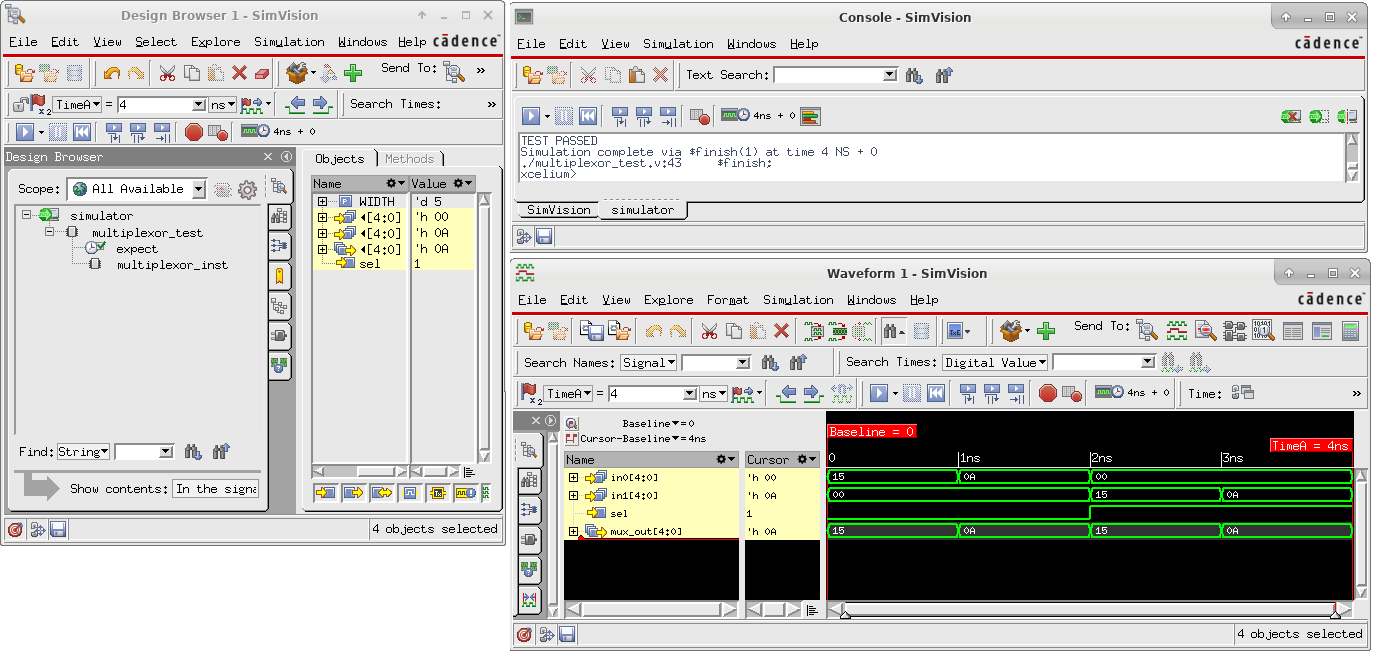 Design Browser 1 - SimVision
File Edit View Select Explore Simulation Windows Help cādence™
Send To: »
x2 TimeA = 4 ns Search Times: »
4ns + 0
Design Browser
Scope: All Available
simulator
multiplexor_test
expect
multiplexor_inst
Find: String
Show contents: In the signa
Objects Methods
Name Value
WIDTH 'd 5
[4:0] 'h 00
[4:0] 'h 0A
[4:0] 'h 0A
sel 1
4 objects selected
Console - SimVision
File Edit View Simulation Windows Help cādence™
Text Search:
4ns + 0
TEST PASSED
Simulation complete via $finish(1) at time 4 NS + 0
./multiplexor_test.v:43 $finish;
xcelium>
SimVision simulator
Waveform 1 - SimVision
File Edit View Explore Format Simulation Windows Help cādence™
Send To:
Search Names: Signal Search Times: Digital Value
x2 TimeA = 4 ns 4ns + 0 Time: »
Baseline = 0
Cursor-Baseline = 4ns
Baseline = 0
TimeA = 4ns
Name Cursor 0 1ns 2ns 3ns
in0[4:0] 'h 00 15 0A 00
in1[4:0] 'h 0A 00 15 0A
sel 1
mux_out[4:0] 'h 0A 15 0A 15 0A
4 objects selected